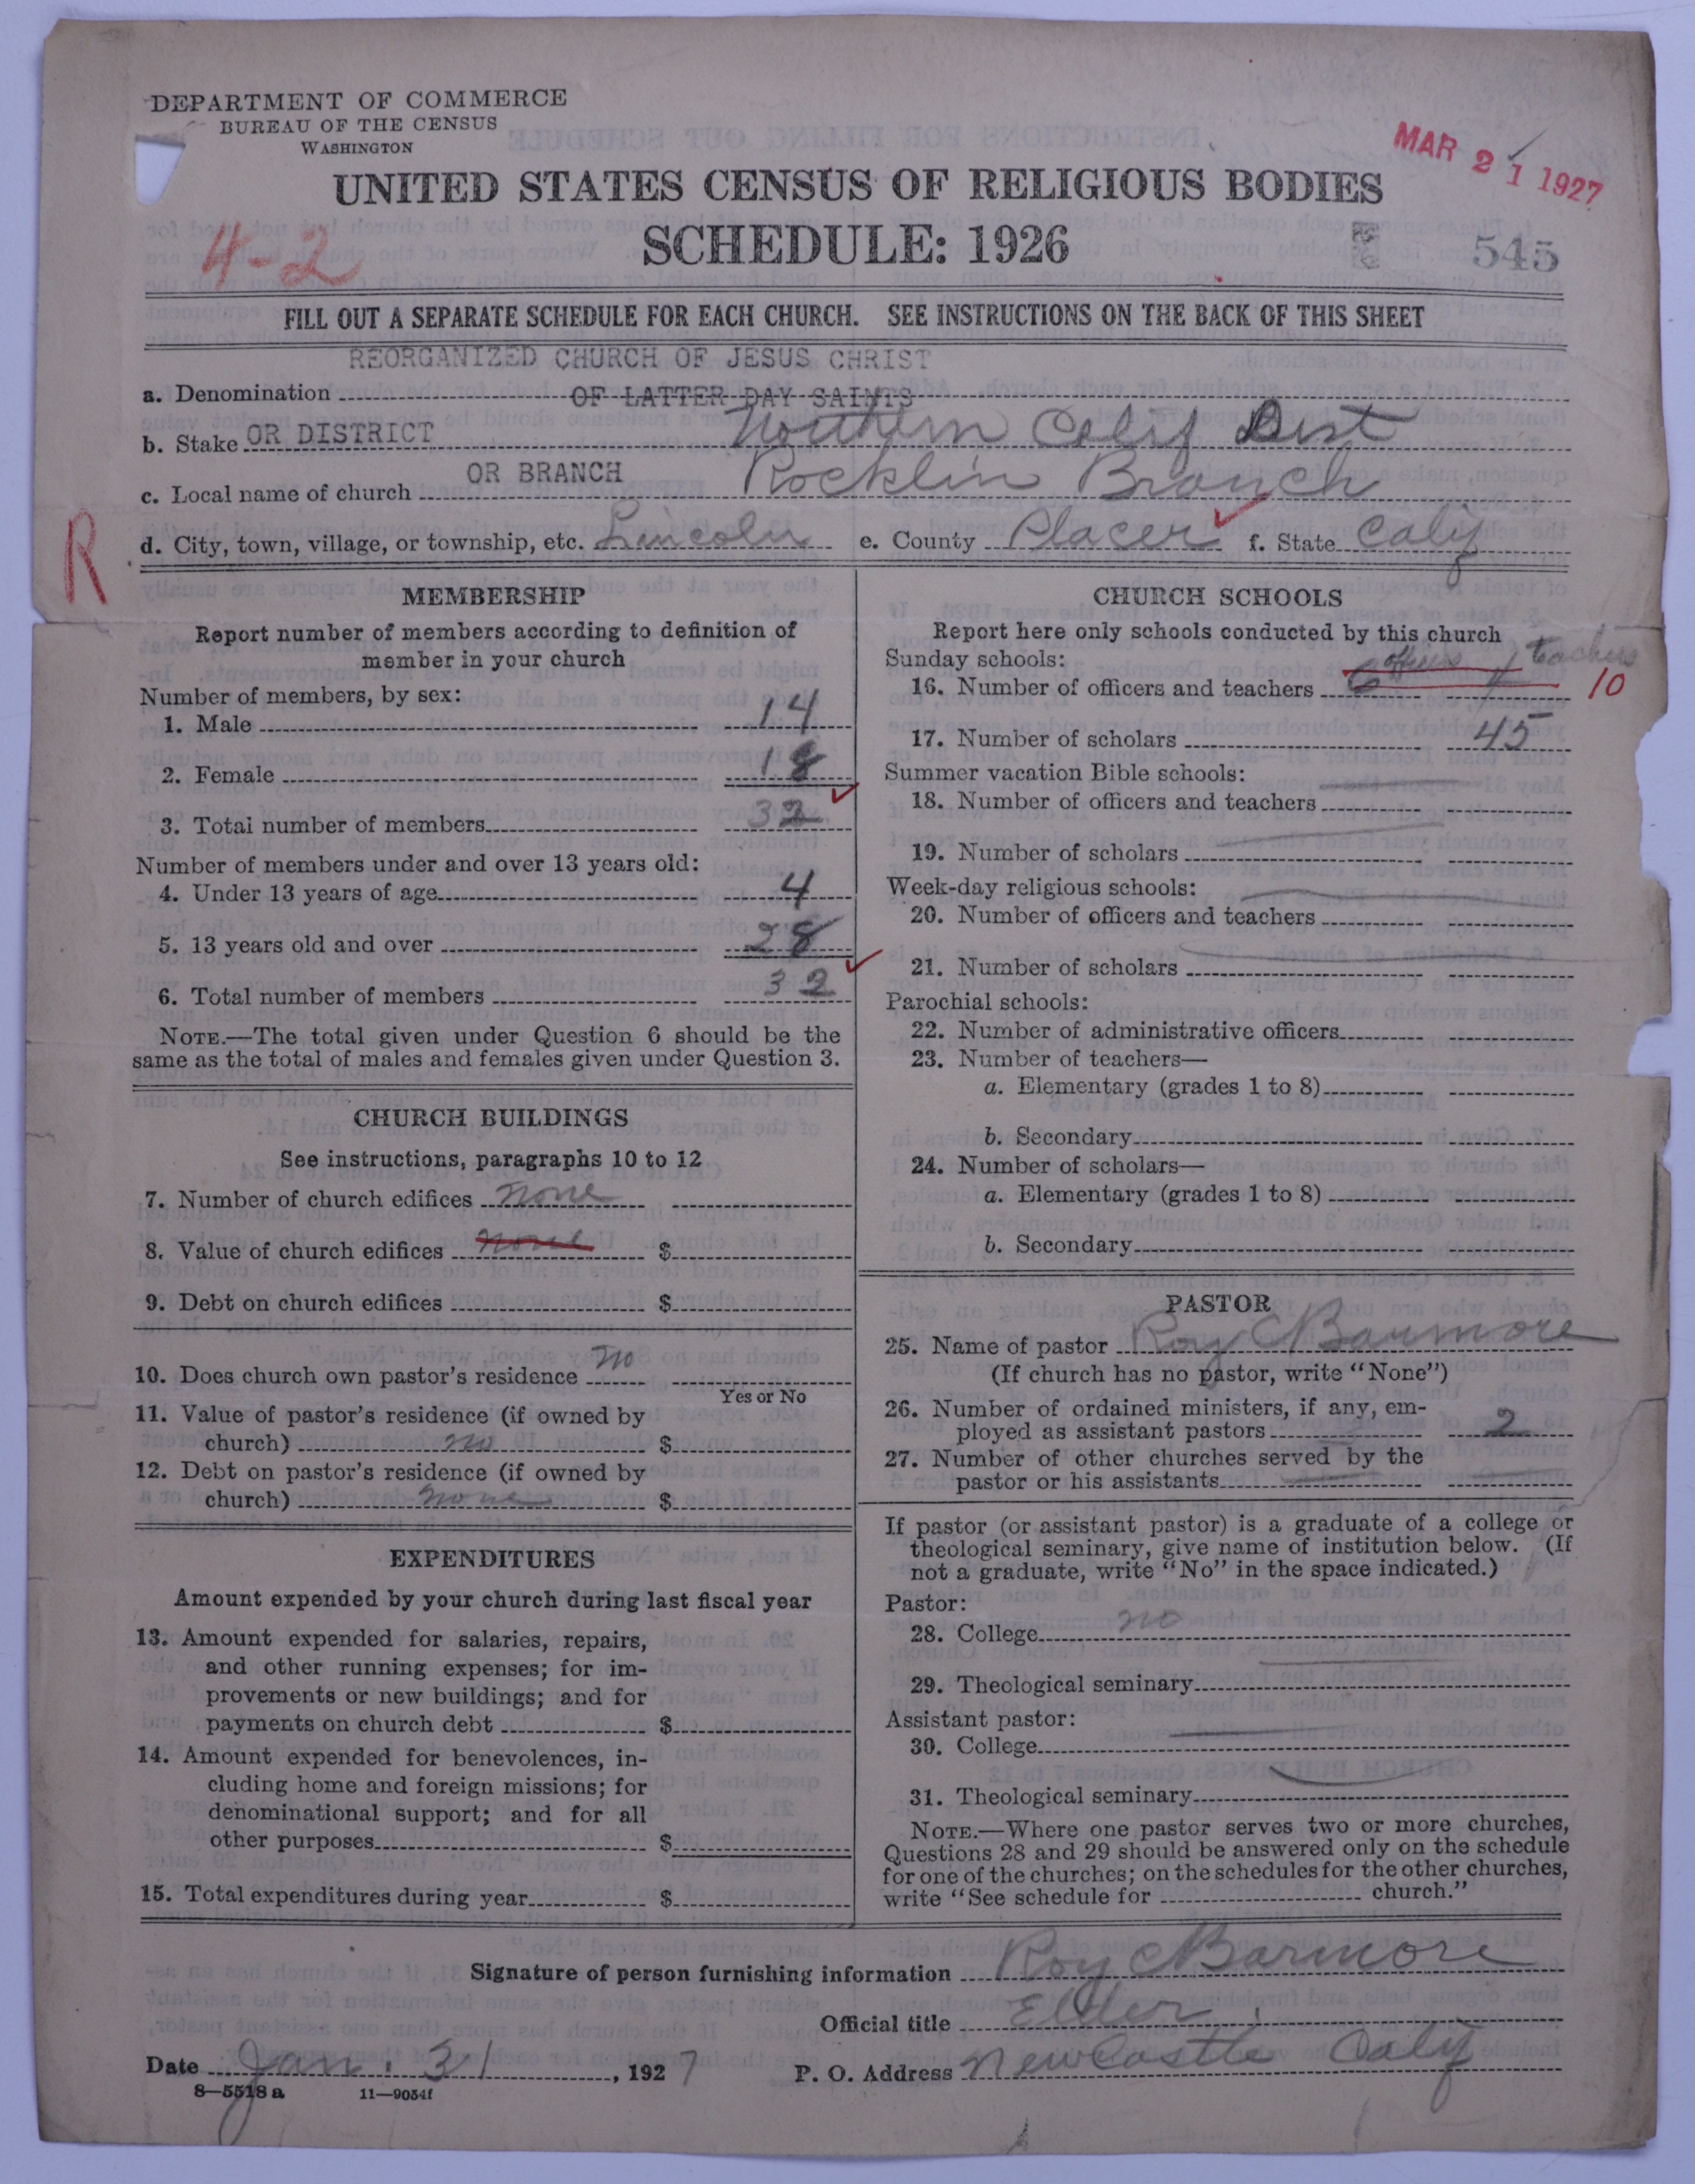 DEPARTMENT OF COMMERCE
BUREAU OF THE CENSUS
WASHINGTON
MAR 21 1927
UNITED STATES CENSUS OF RELIGIOUS BODIES
4-2
SCHEDULE: 1926
545
FILL OUT A SEPARATE SCHEDULE FOR EACH CHURCH. SEE INSTRUCTIONS ON THE BACK OF THIS SHEET
REORGANIZED CHURCH OF JESUS CHRIST
a. Denomination OF LATTER DAY SAINTS
b. Stake OR DISTRICT Northern Calif Dist
OR BRANCH
c. Local name of church Rocklin Branch
R
d. City, town, village, or township, etc. Lincoln e. County Placer f. State Calif
MEMBERSHIP
Report number of members according to definition of
member in your church
Number of members, by sex:
1. Male 14
2. Female 18
3. Total number of members 32
Number of members under and over 13 years old:
4. Under 13 years of age 4
5. 13 years old and over 28
6. Total number of members 32
NOTE.—The total given under Question 6 should be the
same as the total of males and females given under Question 3.
CHURCH BUILDINGS
See instructions, paragraphs 10 to 12
7. Number of church edifices none
8. Value of church edifices none $
9. Debt on church edifices $
10. Does church own pastor's residence no
Yes or No
11. Value of pastor's residence (if owned by
church) no $
12. Debt on pastor's residence (if owned by
church) none $
EXPENDITURES
Amount expended by your church during last fiscal year
13. Amount expended for salaries, repairs,
and other running expenses; for im-
provements or new buildings; and for
payments on church debt $
14. Amount expended for benevolences, in-
cluding home and foreign missions; for
denominational support; and for all
other purposes $
15. Total expenditures during year $
CHURCH SCHOOLS
Report here only schools conducted by this church
Sunday schools:
officers teachers
16. Number of officers and teachers 6 4 10
17. Number of scholars 45
Summer vacation Bible schools:
18. Number of officers and teachers
19. Number of scholars
Week-day religious schools:
20. Number of officers and teachers
21. Number of scholars
Parochial schools:
22. Number of administrative officers
23. Number of teachers—
a. Elementary (grades 1 to 8)
b. Secondary
24. Number of scholars—
a. Elementary (grades 1 to 8)
b. Secondary
PASTOR
25. Name of pastor Roy C Barmore
(If church has no pastor, write "None")
26. Number of ordained ministers, if any, em-
ployed as assistant pastors 2
27. Number of other churches served by the
pastor or his assistants
If pastor (or assistant pastor) is a graduate of a college or
theological seminary, give name of institution below. (If
not a graduate, write "No" in the space indicated.)
Pastor:
28. College no
29. Theological seminary
Assistant pastor:
30. College
31. Theological seminary
NOTE.—Where one pastor serves two or more churches,
Questions 28 and 29 should be answered only on the schedule
for one of the churches; on the schedules for the other churches,
write "See schedule for church."
Signature of person furnishing information Roy C Barmore
Official title Elder
Date Jan. 31, 1927 P. O. Address Newcastle Calif
8—5518 a 11—9054f